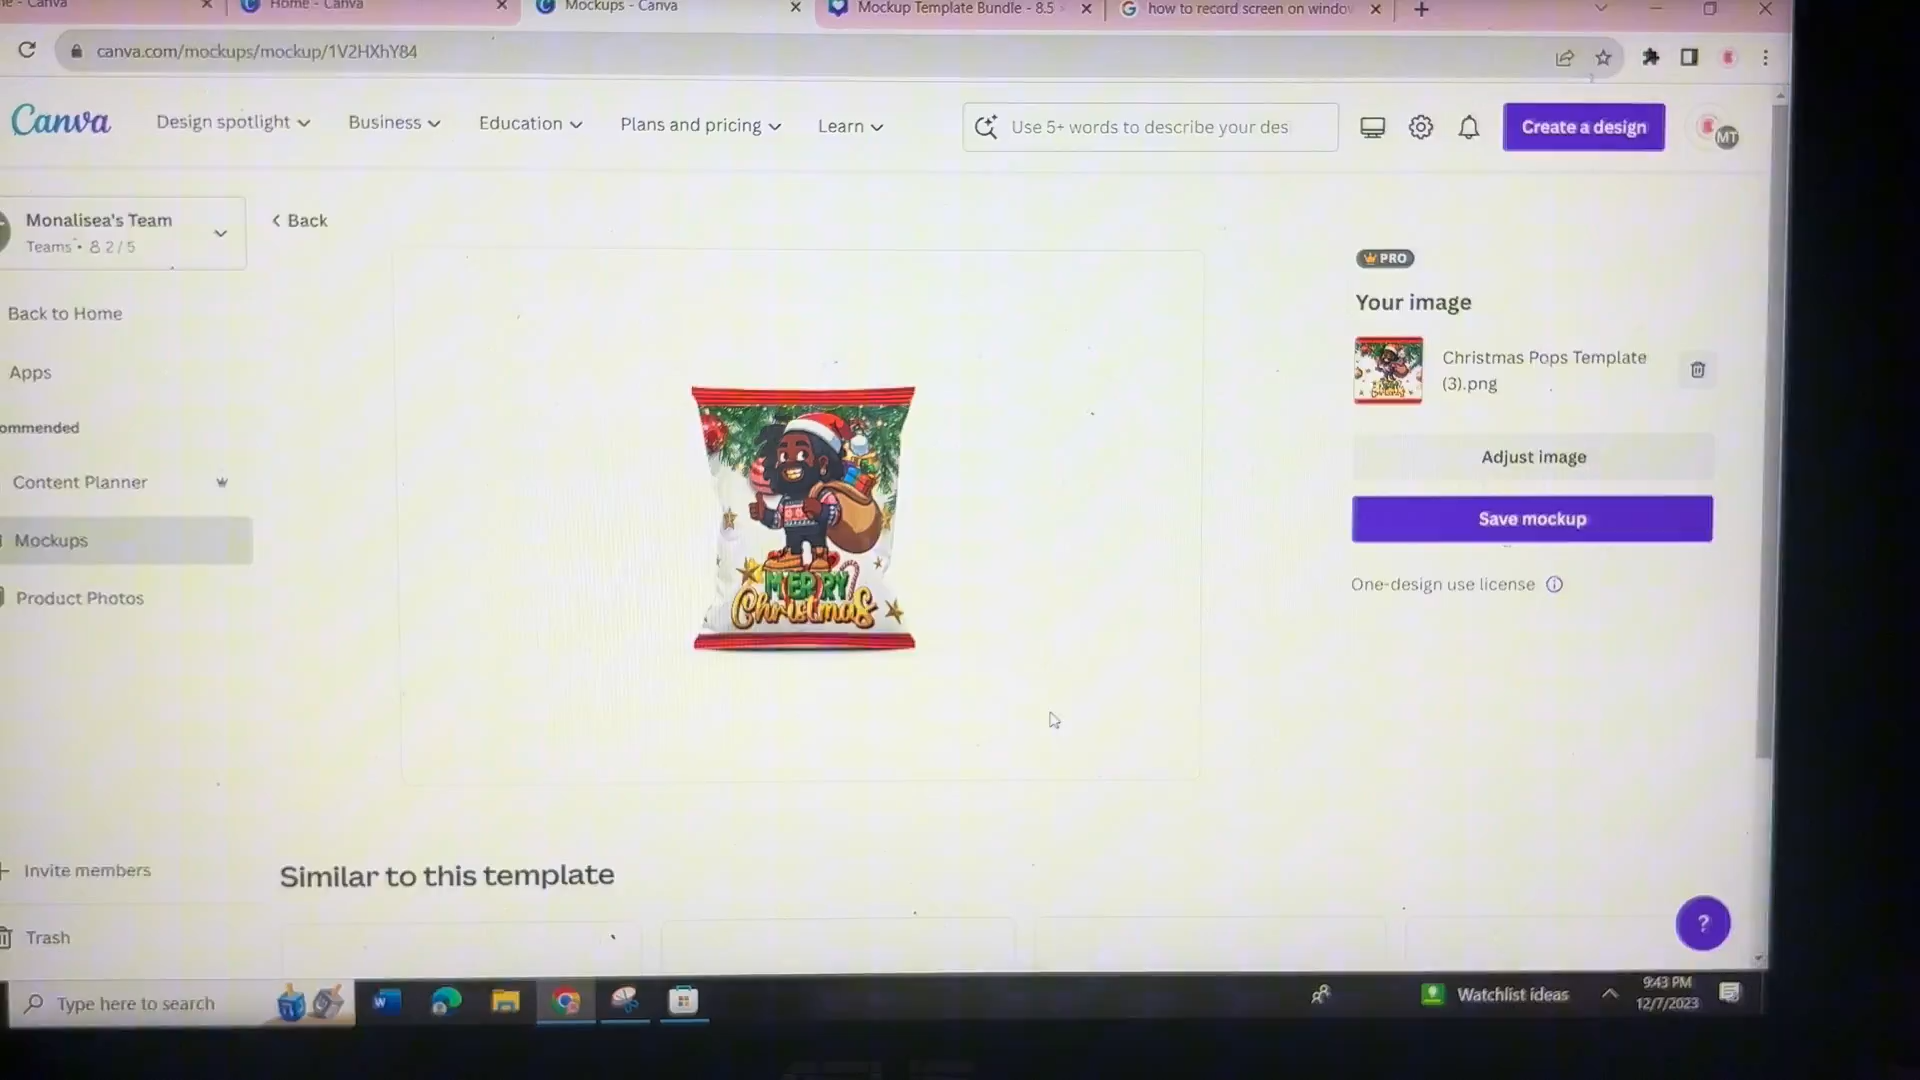 - Canva
Home - Canva
Mockups - Canva
Mockup Template Bundle - 8.5
how to record screen on windo
canva.com/mockups/mockup/1V2HXhY84
Canva
Design spotlight
Business
Education
Plans and pricing
Learn
Use 5+ words to describe your des
Create a design
MT
Monalisea's Team
Teams • 2/5
Back
Back to Home
Apps
ommended
Content Planner
Mockups
Product Photos
PRO
Your image
Christmas Pops Template
(3).png
Adjust image
Save mockup
One-design use license
MERRY
Christmas
Invite members
Trash
Similar to this template
?
Type here to search
Watchlist ideas
9:43 PM
12/7/2023